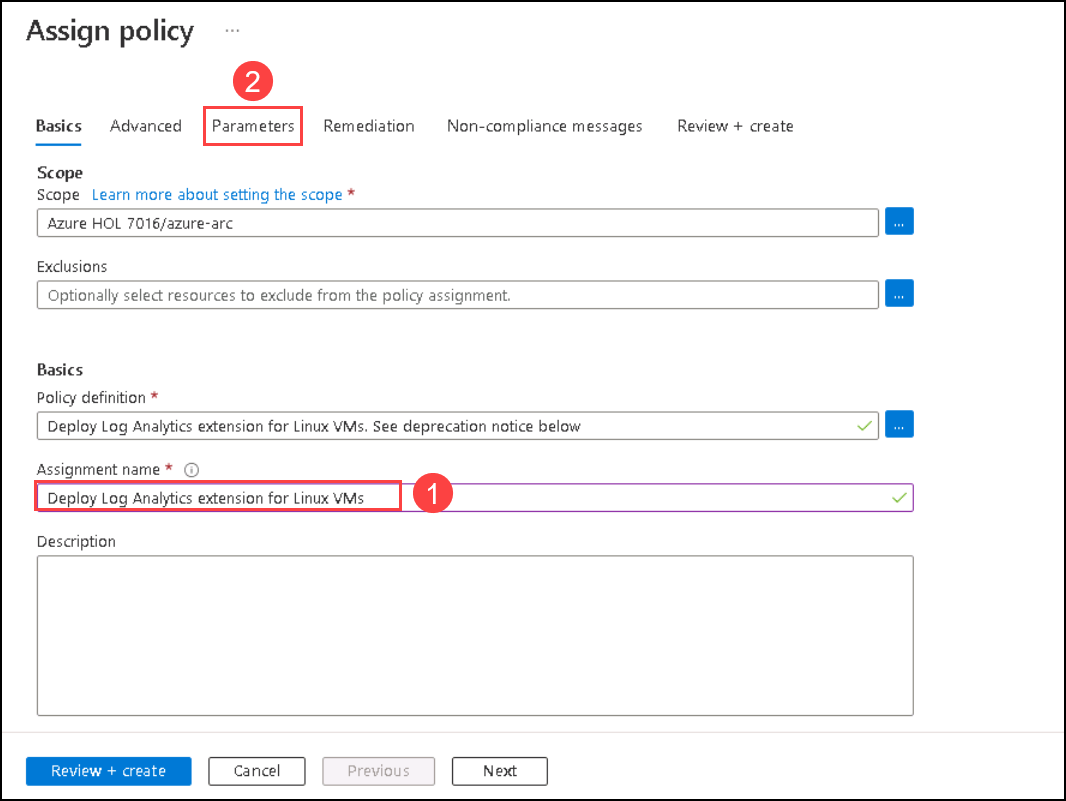 Assign policy ...
2
Basics Advanced Parameters Remediation Non-compliance messages Review + create
Scope
Scope Learn more about setting the scope *
Azure HOL 7016/azure-arc ...
Exclusions
Optionally select resources to exclude from the policy assignment. ...
Basics
Policy definition *
Deploy Log Analytics extension for Linux VMs. See deprecation notice below ...
Assignment name *
Deploy Log Analytics extension for Linux VMs 1
Description
Review + create Cancel Previous Next